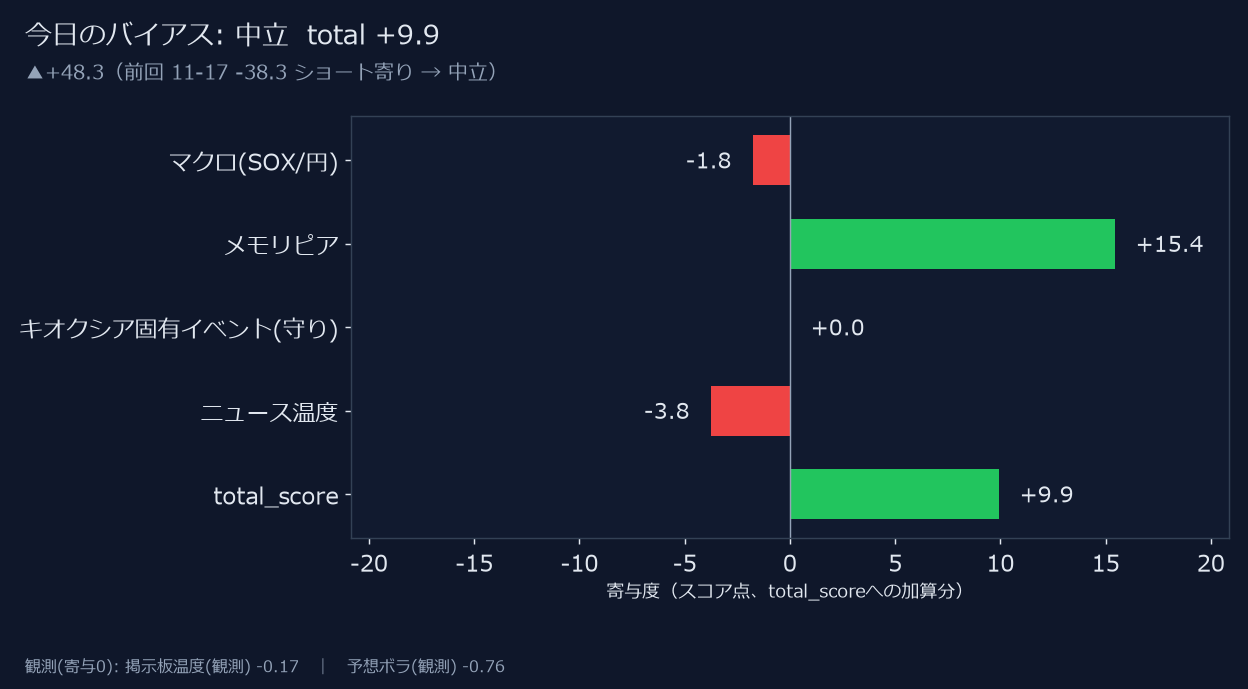 今日のバイアス: 中立 total +9.9
▲+48.3（前回 11-17 -38.3 ショート寄り → 中立）
マクロ(SOX/円)
-1.8
メモリピア
+15.4
キオクシア固有イベント(守り)
+0.0
ニュース温度
-3.8
total_score
+9.9
-20 -15 -10 -5 0 5 10 15 20
寄与度（スコア点、total_scoreへの加算分）
観測(寄与0): 掲示板温度(観測) -0.17 ｜ 予想ボラ(観測) -0.76